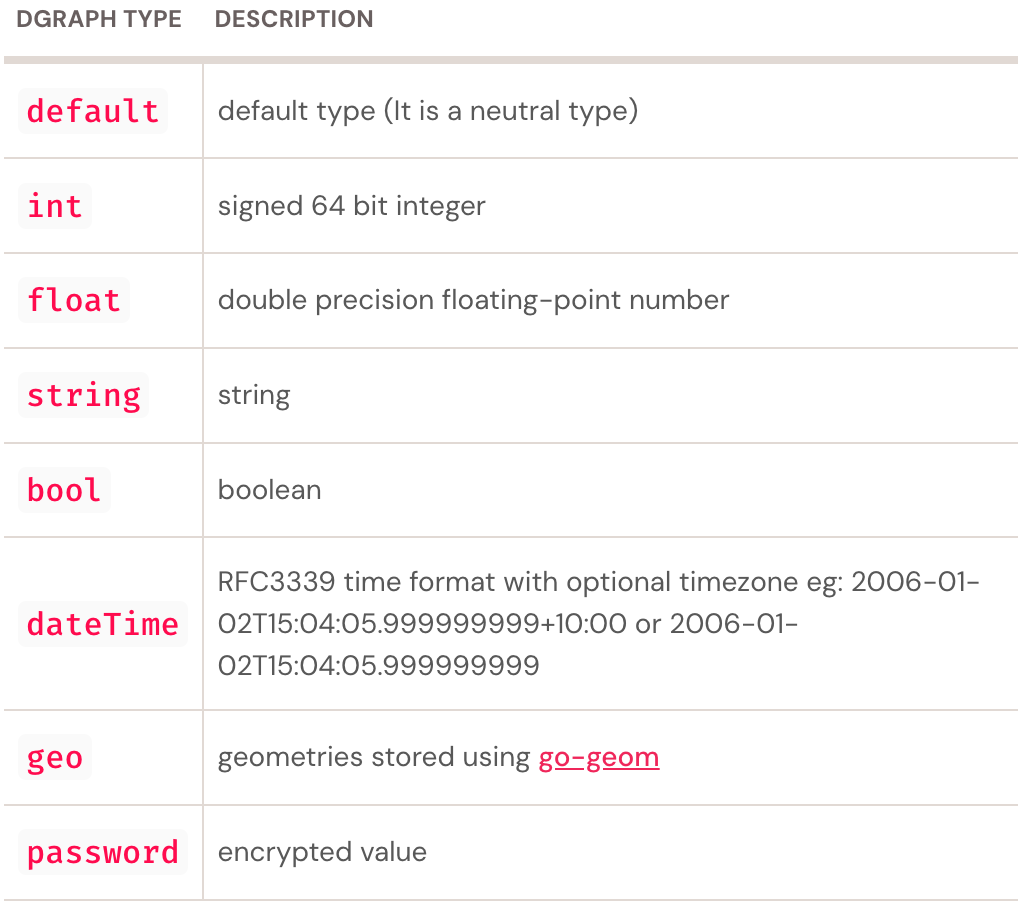 DGRAPH TYPE DESCRIPTION
default default type (It is a neutral type)
int signed 64 bit integer
float double precision floating-point number
string string
bool boolean
dateTime RFC3339 time format with optional timezone eg: 2006-01-
02T15:04:05.999999999+10:00 or 2006-01-
02T15:04:05.999999999
geo geometries stored using go-geom
password encrypted value